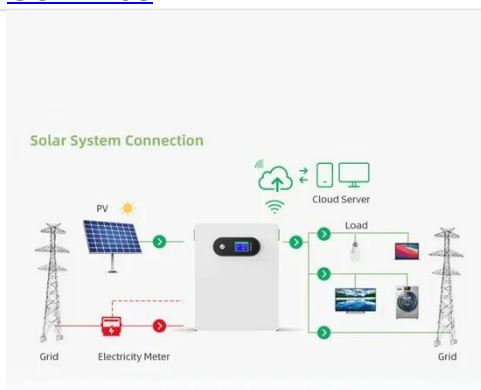 Solar System Connection
Cloud Server
PV
Load
Grid
Electricity Meter
Grid